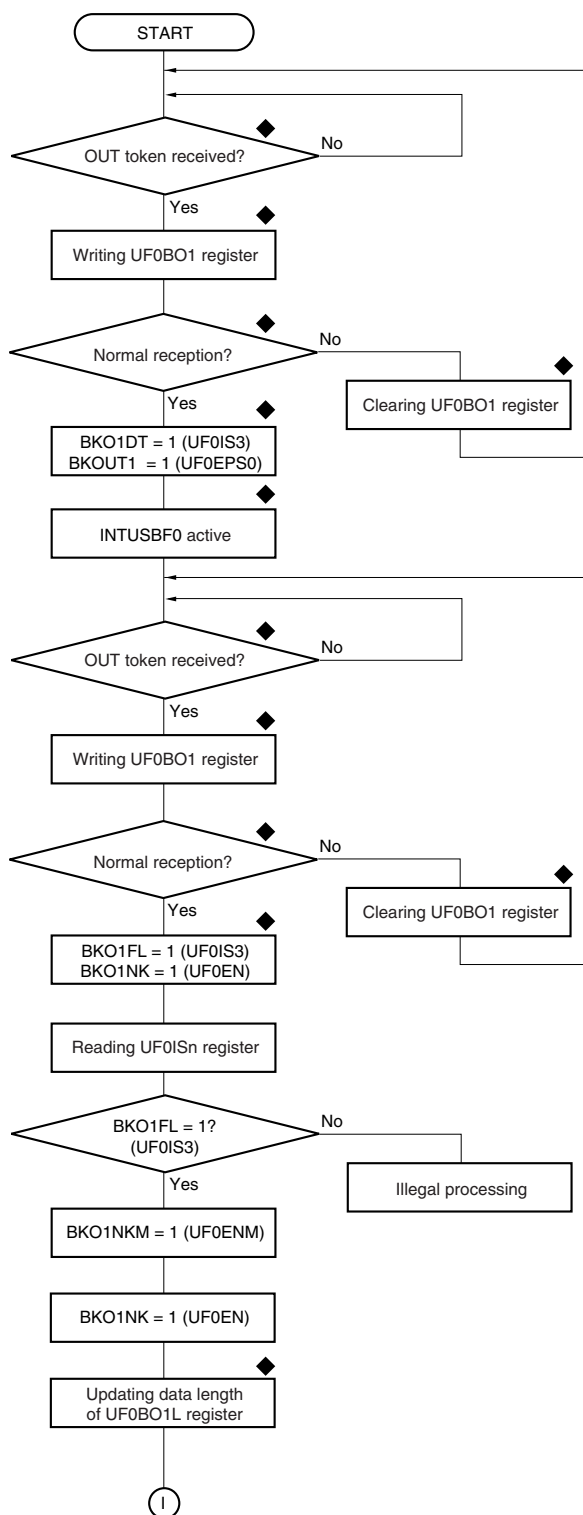 START
OUT token received?
No
Yes
Writing UF0BO1 register
Normal reception?
No
Yes
Clearing UF0BO1 register
BKO1DT = 1 (UF0IS3)
BKOUT1 = 1 (UF0EPS0)
INTUSBF0 active
OUT token received?
No
Yes
Writing UF0BO1 register
Normal reception?
No
Yes
Clearing UF0BO1 register
BKO1FL = 1 (UF0IS3)
BKO1NK = 1 (UF0EN)
Reading UF0ISn register
BKO1FL = 1?
(UF0IS3)
No
Yes
Illegal processing
BKO1NKM = 1 (UF0ENM)
BKO1NK = 1 (UF0EN)
Updating data length
of UF0BO1L register
I